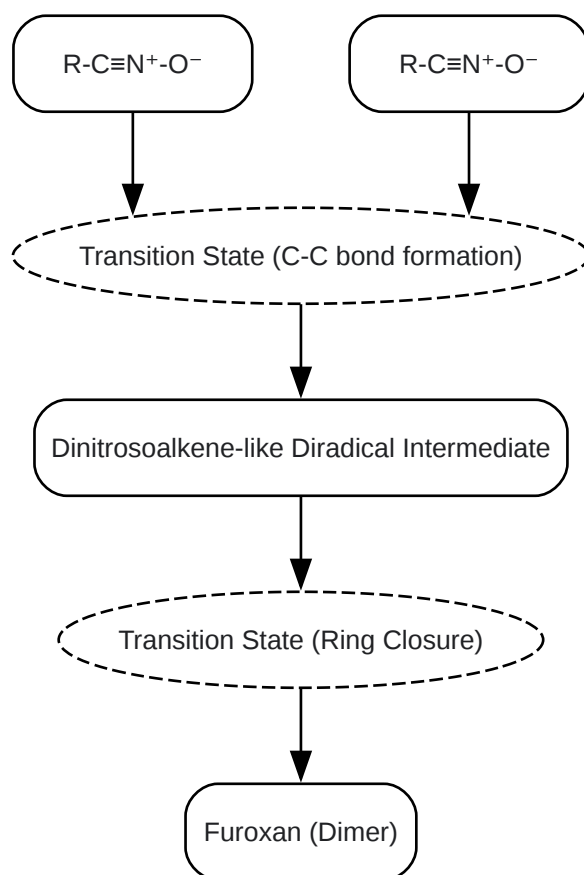 R-C≡N⁺-O⁻
R-C≡N⁺-O⁻
Transition State (C-C bond formation)
Dinitrosoalkene-like Diradical Intermediate
Transition State (Ring Closure)
Furoxan (Dimer)